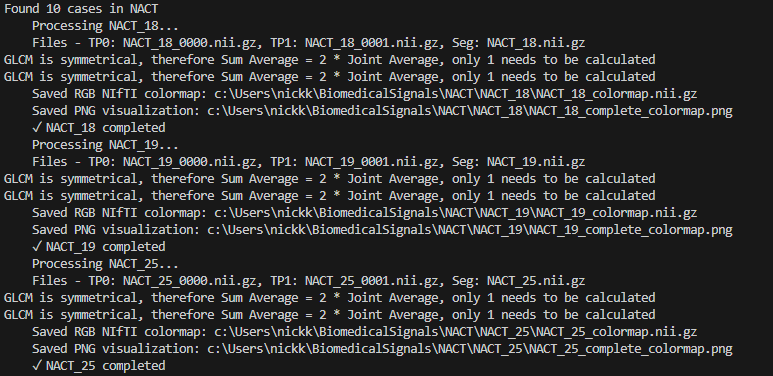 Found 10 cases in NACT
Processing NACT_18...
Files - TP0: NACT_18_0000.nii.gz, TP1: NACT_18_0001.nii.gz, Seg: NACT_18.nii.gz
GLCM is symmetrical, therefore Sum Average = 2 * Joint Average, only 1 needs to be calculated
GLCM is symmetrical, therefore Sum Average = 2 * Joint Average, only 1 needs to be calculated
Saved RGB NIfTI colormap: c:\Users\nickk\BiomedicalSignals\NACT\NACT_18\NACT_18_colormap.nii.gz
Saved PNG visualization: c:\Users\nickk\BiomedicalSignals\NACT\NACT_18\NACT_18_complete_colormap.png
✓ NACT_18 completed
Processing NACT_19...
Files - TP0: NACT_19_0000.nii.gz, TP1: NACT_19_0001.nii.gz, Seg: NACT_19.nii.gz
GLCM is symmetrical, therefore Sum Average = 2 * Joint Average, only 1 needs to be calculated
GLCM is symmetrical, therefore Sum Average = 2 * Joint Average, only 1 needs to be calculated
Saved RGB NIfTI colormap: c:\Users\nickk\BiomedicalSignals\NACT\NACT_19\NACT_19_colormap.nii.gz
Saved PNG visualization: c:\Users\nickk\BiomedicalSignals\NACT\NACT_19\NACT_19_complete_colormap.png
✓ NACT_19 completed
Processing NACT_25...
Files - TP0: NACT_25_0000.nii.gz, TP1: NACT_25_0001.nii.gz, Seg: NACT_25.nii.gz
GLCM is symmetrical, therefore Sum Average = 2 * Joint Average, only 1 needs to be calculated
GLCM is symmetrical, therefore Sum Average = 2 * Joint Average, only 1 needs to be calculated
Saved RGB NIfTI colormap: c:\Users\nickk\BiomedicalSignals\NACT\NACT_25\NACT_25_colormap.nii.gz
Saved PNG visualization: c:\Users\nickk\BiomedicalSignals\NACT\NACT_25\NACT_25_complete_colormap.png
✓ NACT_25 completed